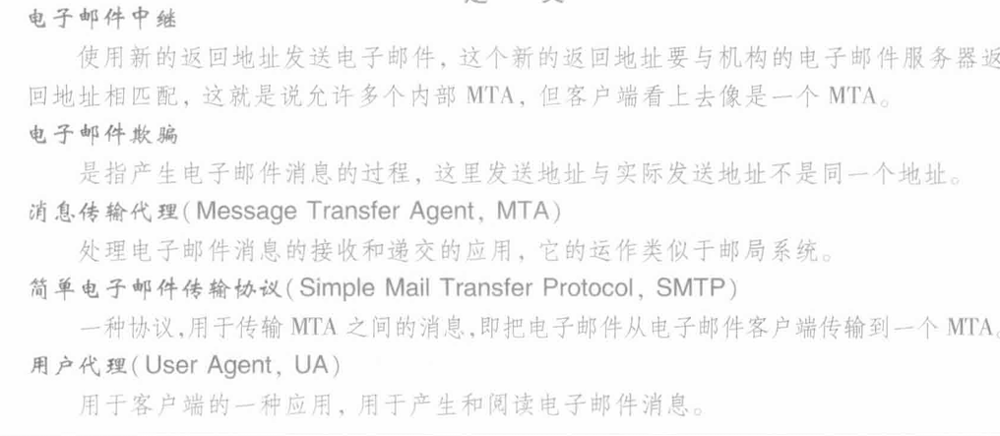 电子邮件中继
使用新的返回地址发送电子邮件，这个新的返回地址要与机构的电子邮件服务器返
回地址相匹配，这就是说允许多个内部 MTA，但客户端看上去像是一个 MTA。
电子邮件欺骗
是指产生电子邮件消息的过程，这里发送地址与实际发送地址不是同一个地址。
消息传输代理(Message Transfer Agent, MTA)
处理电子邮件消息的接收和递交的应用，它的运作类似于邮局系统。
简单电子邮件传输协议(Simple Mail Transfer Protocol, SMTP)
一种协议,用于传输 MTA 之间的消息,即把电子邮件从电子邮件客户端传输到一个 MTA。
用户代理(User Agent, UA)
用于客户端的一种应用，用于产生和阅读电子邮件消息。